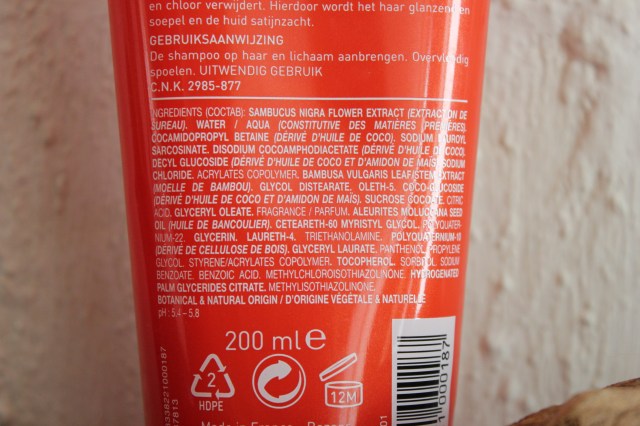 en chloor verwijdert. Hierdoor wordt het haar glanzend en
soepel en de huid satijnzacht.
GEBRUIKSAANWIJZING
De shampoo op haar en lichaam aanbrengen. Overvloedig
spoelen. UITWENDIG GEBRUIK
C.N.K. 2985-877
INGREDIENTS (COCTAB): SAMBUCUS NIGRA FLOWER EXTRACT (EXTRACTION DE
SUREAU). WATER / AQUA (CONSTITUTIVE DES MATIÈRES PREMIÈRES).
COCAMIDOPROPYL BETAINE (DÉRIVÉ D'HUILE DE COCO). SODIUM LAUROYL
SARCOSINATE. DISODIUM COCOAMPHODIACETATE (DÉRIVÉ D'HUILE DE COCO).
DECYL GLUCOSIDE (DÉRIVÉ D'HUILE DE COCO ET D'AMIDON DE MAÏS). SODIUM
CHLORIDE. ACRYLATES COPOLYMER. BAMBUSA VULGARIS LEAF/STEM EXTRACT
(MOELLE DE BAMBOU). GLYCOL DISTEARATE. OLETH-5. COCO-GLUCOSIDE
(DÉRIVÉ D'HUILE DE COCO ET D'AMIDON DE MAÏS). SUCROSE COCOATE. CITRIC
ACID. GLYCERYL OLEATE. FRAGRANCE / PARFUM. ALEURITES MOLUCCANA SEED
OIL (HUILE DE BANCOULIER). CETEARETH-60 MYRISTYL GLYCOL. POLYQUATER-
NIUM-22. GLYCERIN. LAURETH-4. TRIETHANOLAMINE. POLYQUATERNIUM-10
(DÉRIVÉ DE CELLULOSE DE BOIS). GLYCERYL LAURATE. PANTHENOL. PROPYLENE
GLYCOL. STYRENE/ACRYLATES COPOLYMER. TOCOPHEROL. SORBITOL. SODIUM
BENZOATE. BENZOIC ACID. METHYLCHLOROISOTHIAZOLINONE. HYDROGENATED
PALM GLYCERIDES CITRATE. METHYLISOTHIAZOLINONE.
BOTANICAL & NATURAL ORIGIN / D'ORIGINE VÉGÉTALE & NATURELLE
pH : 5.4 – 5.8
200 ml e
2
HDPE
12M
1 000187
3338221000187
7813
01